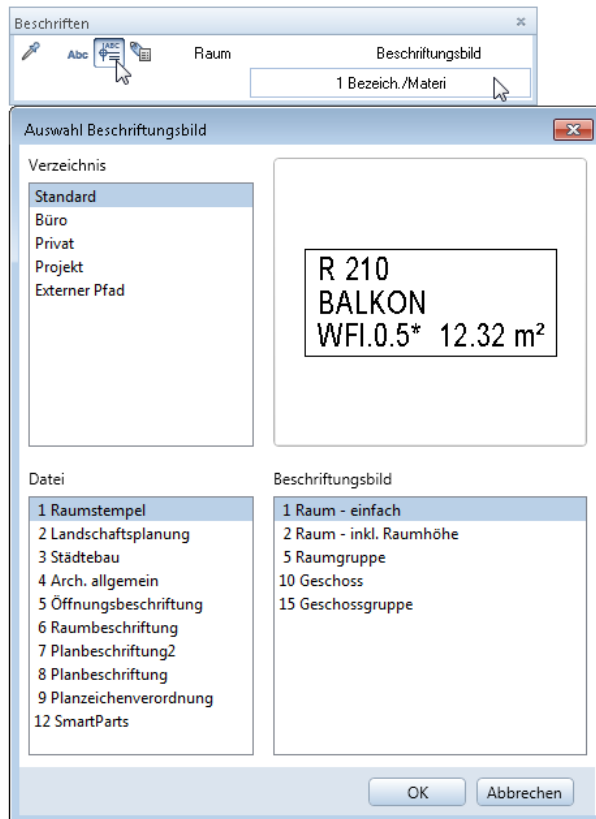 Beschriften
Abc ABC Raum Beschriftungsbild
1 Bezeich./Materi
Auswahl Beschriftungsbild
Verzeichnis
Standard
Büro
Privat
Projekt
Externer Pfad
R 210
BALKON
WFl.0.5* 12.32 m²
Datei
1 Raumstempel
2 Landschaftsplanung
3 Städtebau
4 Arch. allgemein
5 Öffnungsbeschriftung
6 Raumbeschriftung
7 Planbeschriftung2
8 Planbeschriftung
9 Planzeichenverordnung
12 SmartParts
Beschriftungsbild
1 Raum - einfach
2 Raum - inkl. Raumhöhe
5 Raumgruppe
10 Geschoss
15 Geschossgruppe
OK Abbrechen